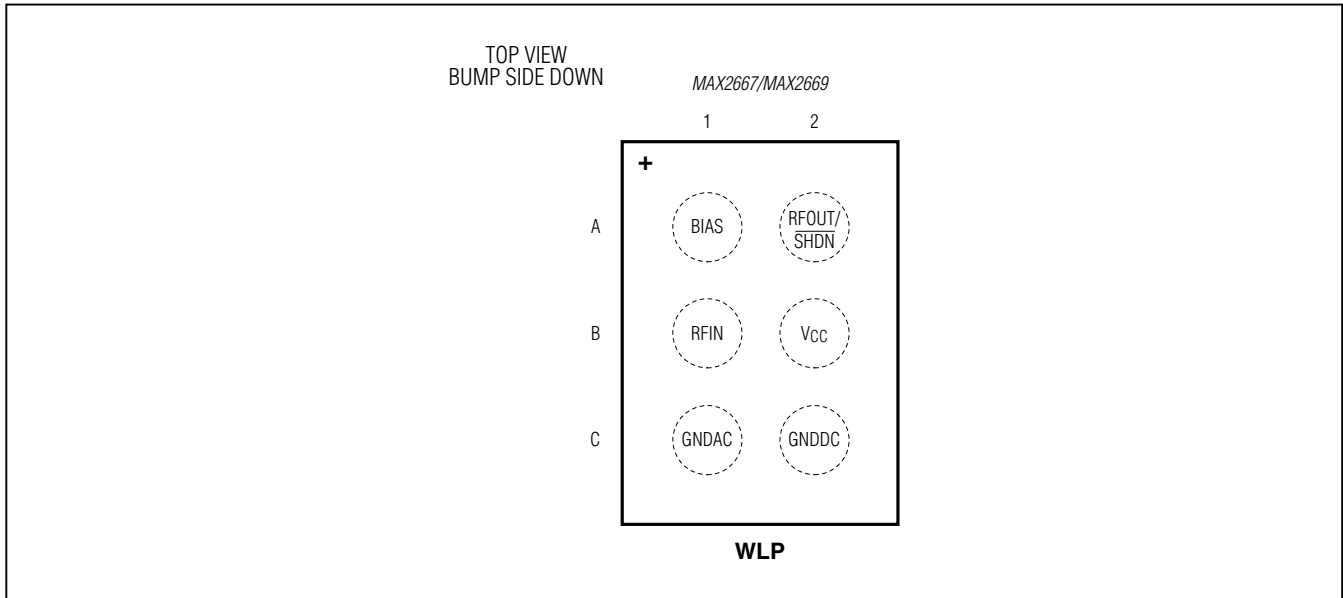 TOP VIEW
BUMP SIDE DOWN
MAX2667/MAX2669
1 2
+
A BIAS RFOUT/
SHDN
B RFIN VCC
C GNDAC GNDDC
WLP